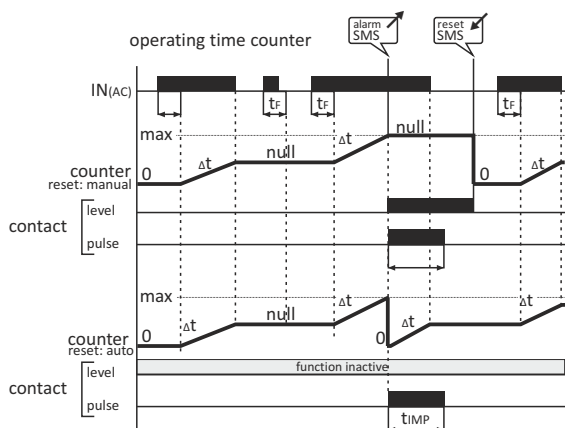 operating time counter
alarm SMS
reset SMS
IN(AC)
tF tF tF
max
null
Δt
null
Δt
0
0
Δt
counter
reset: manual
contact
level
pulse
max
Δt
null
Δt
Δt
0
0
Δt
counter
reset: auto
function inactive
contact
level
pulse
tIMP